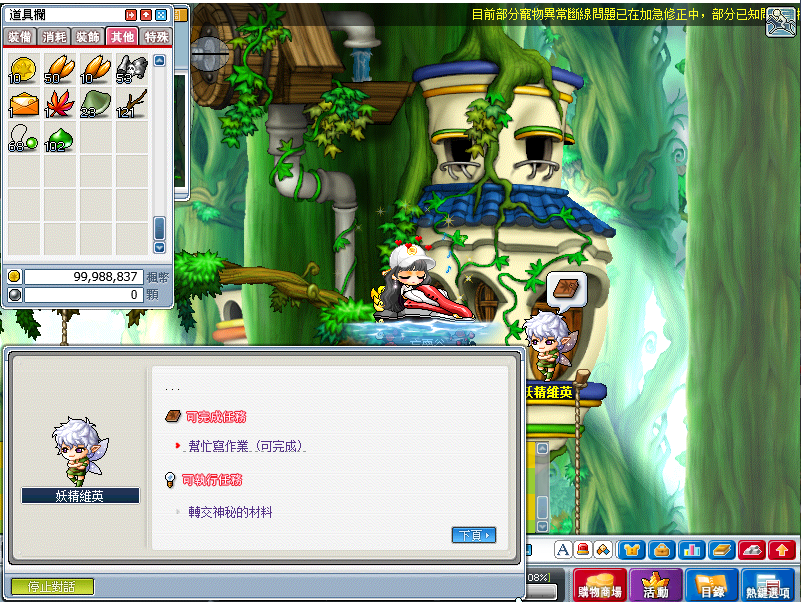 道具欄
目前部分寵物異常斷線問題已在加急修正中，部分已知問
裝備 消耗 裝飾 其他 特殊
10 50 10 53
1 1 23 121
68 102
99,988,837 楓幣
0 顆
妖精維英
...
可完成任務
幫忙寫作業 (可完成)
可執行任務
轉交神秘的材料
妖精維英
下頁
停止對話
A
08%]
購物商場 活動 目錄 熱鍵選項